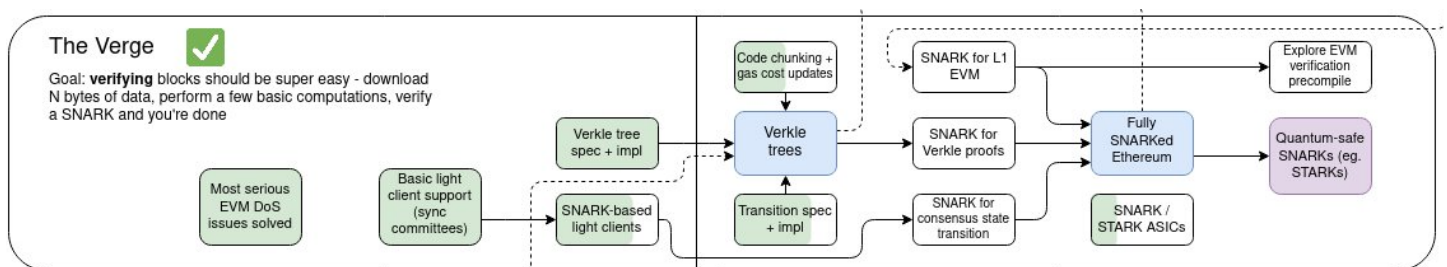 The Verge
Goal: verifying blocks should be super easy - download
N bytes of data, perform a few basic computations, verify
a SNARK and you're done
Most serious
EVM DoS
issues solved
Basic light
client support
(sync
committees)
Verkle tree
spec + impl
SNARK-based
light clients
Code chunking +
gas cost updates
Verkle
trees
Transition spec
+ impl
SNARK for L1
EVM
SNARK for
Verkle proofs
SNARK for
consensus state
transition
Fully
SNARKed
Ethereum
SNARK /
STARK ASICs
Explore EVM
verification
precompile
Quantum-safe
SNARKs (eg.
STARKs)